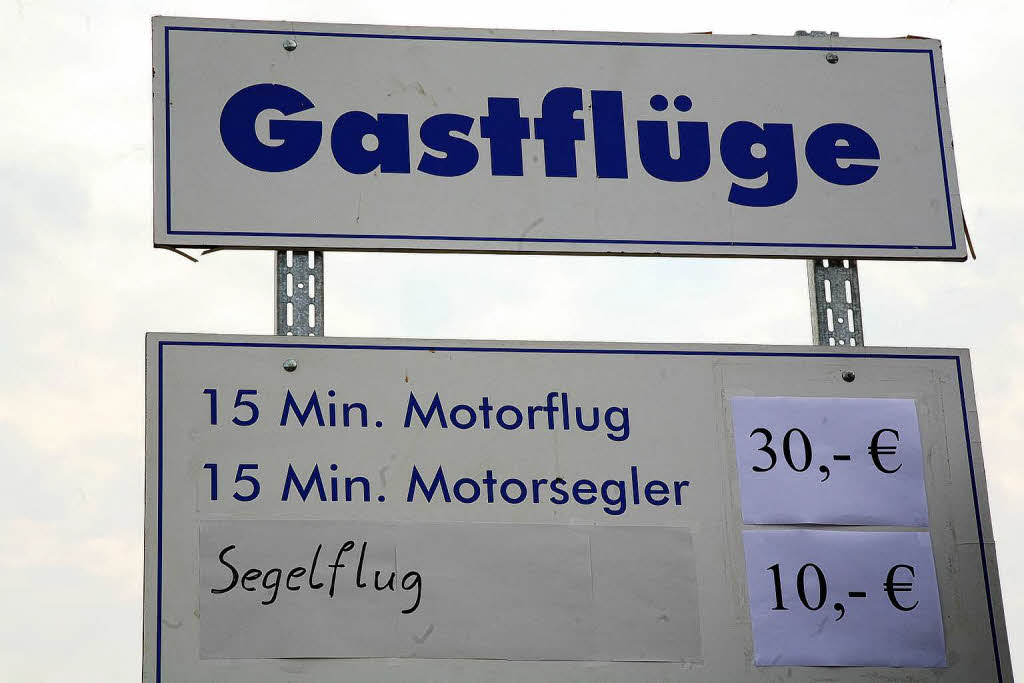 Gastflüge
15 Min. Motorflug
30,- €
15 Min. Motorsegler
Segelflug
10,- €